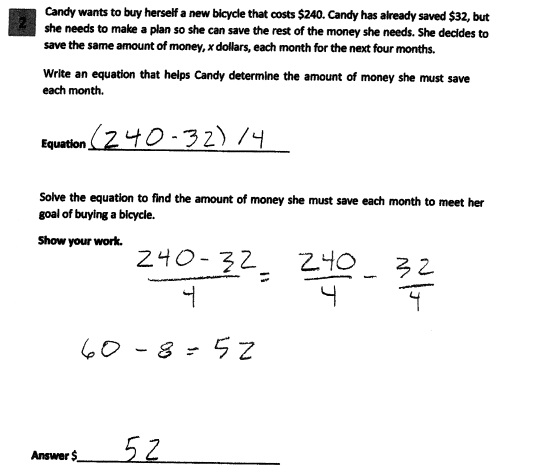 2 Candy wants to buy herself a new bicycle that costs $240. Candy has already saved $32, but
she needs to make a plan so she can save the rest of the money she needs. She decides to
save the same amount of money, x dollars, each month for the next four months.
Write an equation that helps Candy determine the amount of money she must save
each month.
Equation (240-32)/4
Solve the equation to find the amount of money she must save each month to meet her
goal of buying a bicycle.
Show your work.
240-32 = 240 - 32
4 4 4
60 - 8 = 52
Answer $ 52